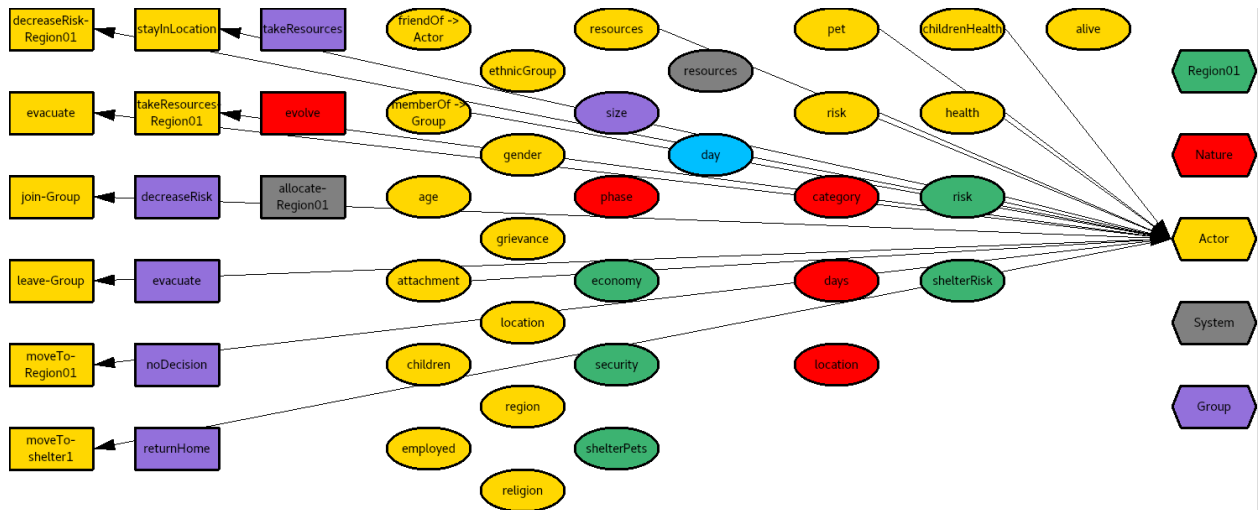 decreaseRisk-
Region01
stayInLocation
takeResources
friendOf ->
Actor
resources
pet
childrenHealth
alive
ethnicGroup
resources
Region01
evacuate
takeResources-
Region01
evolve
memberOf ->
Group
size
risk
health
gender
day
Nature
join-Group
decreaseRisk
allocate-
Region01
age
phase
category
risk
grievance
Actor
leave-Group
evacuate
attachment
economy
days
shelterRisk
location
System
moveTo-
Region01
noDecision
children
security
location
region
Group
moveTo-
shelter1
returnHome
employed
shelterPets
religion